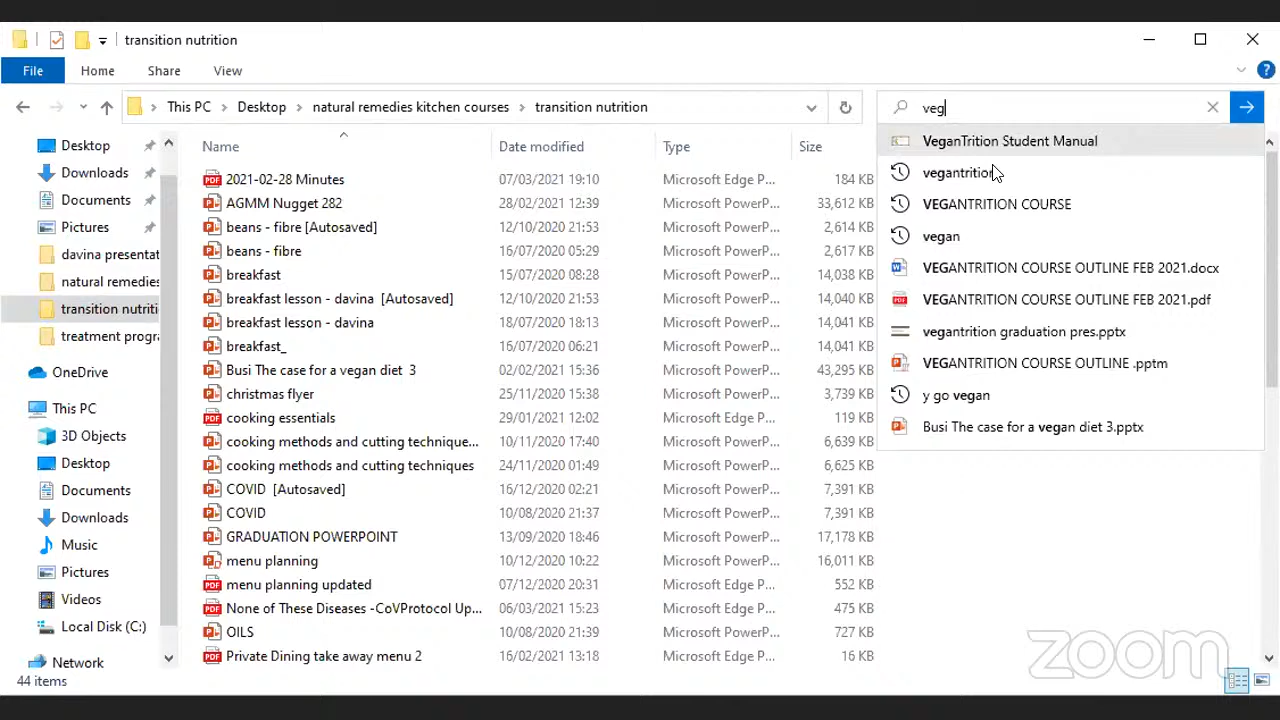 transition nutrition
File Home Share View
This PC Desktop natural remedies kitchen courses transition nutrition
veg
Name Date modified Type Size
Desktop
Downloads
Documents
Pictures
davina presentat
natural remedies
transition nutriti
treatment progr
OneDrive
This PC
3D Objects
Desktop
Documents
Downloads
Music
Pictures
Videos
Local Disk (C:)
Network
2021-02-28 Minutes 07/03/2021 19:10 Microsoft Edge P... 184 KB
AGMM Nugget 282 28/02/2021 12:39 Microsoft PowerP... 33,612 KB
beans - fibre [Autosaved] 12/10/2020 21:53 Microsoft PowerP... 2,614 KB
beans - fibre 16/07/2020 05:29 Microsoft PowerP... 2,617 KB
breakfast 15/07/2020 08:28 Microsoft PowerP... 14,038 KB
breakfast lesson - davina [Autosaved] 12/10/2020 21:53 Microsoft PowerP... 14,040 KB
breakfast lesson - davina 18/07/2020 18:13 Microsoft PowerP... 14,041 KB
breakfast_ 16/07/2020 06:21 Microsoft PowerP... 14,041 KB
Busi The case for a vegan diet 3 02/02/2021 15:36 Microsoft PowerP... 43,295 KB
christmas flyer 25/11/2020 15:38 Microsoft PowerP... 3,739 KB
cooking essentials 29/01/2021 12:02 Microsoft Edge P... 119 KB
cooking methods and cutting technique... 10/11/2020 17:40 Microsoft PowerP... 6,639 KB
cooking methods and cutting techniques 24/11/2020 01:49 Microsoft PowerP... 6,625 KB
COVID [Autosaved] 16/12/2020 02:21 Microsoft PowerP... 7,391 KB
COVID 10/08/2020 21:37 Microsoft PowerP... 7,391 KB
GRADUATION POWERPOINT 13/09/2020 18:46 Microsoft PowerP... 17,178 KB
menu planning 10/12/2020 10:22 Microsoft PowerP... 16,011 KB
menu planning updated 07/12/2020 20:31 Microsoft Edge P... 552 KB
None of These Diseases -CoVProtocol Up... 06/03/2021 15:23 Microsoft Edge P... 475 KB
OILS 10/08/2020 21:39 Microsoft PowerP... 727 KB
Private Dining take away menu 2 16/02/2021 13:18 Microsoft Edge P... 16 KB
VeganTrition Student Manual
vegantrition
VEGANTRITION COURSE
vegan
VEGANTRITION COURSE OUTLINE FEB 2021.docx
VEGANTRITION COURSE OUTLINE FEB 2021.pdf
vegantrition graduation pres.pptx
VEGANTRITION COURSE OUTLINE .pptm
y go vegan
Busi The case for a vegan diet 3.pptx
zoom
44 items